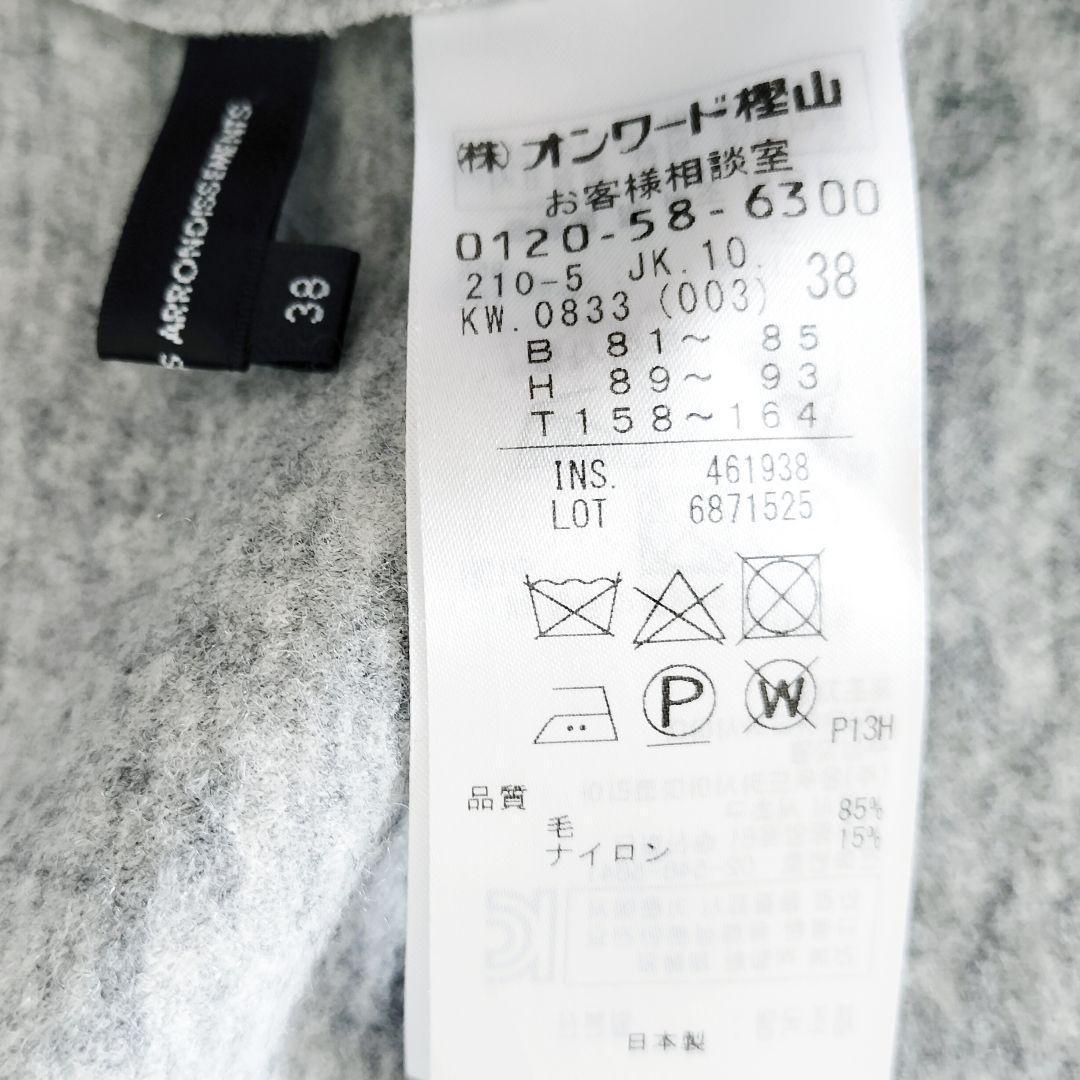 ARRONDISSEMENTS
38
(株)オンワード樫山
お客様相談室
0120-58-6300
210-5 JK.10.
KW.0833 (003) 38
B 81～ 85
H 89～ 93
T158～164
INS. 461938
LOT 6871525
P W
P13H
品質
毛 85%
ナイロン 15%
日本製